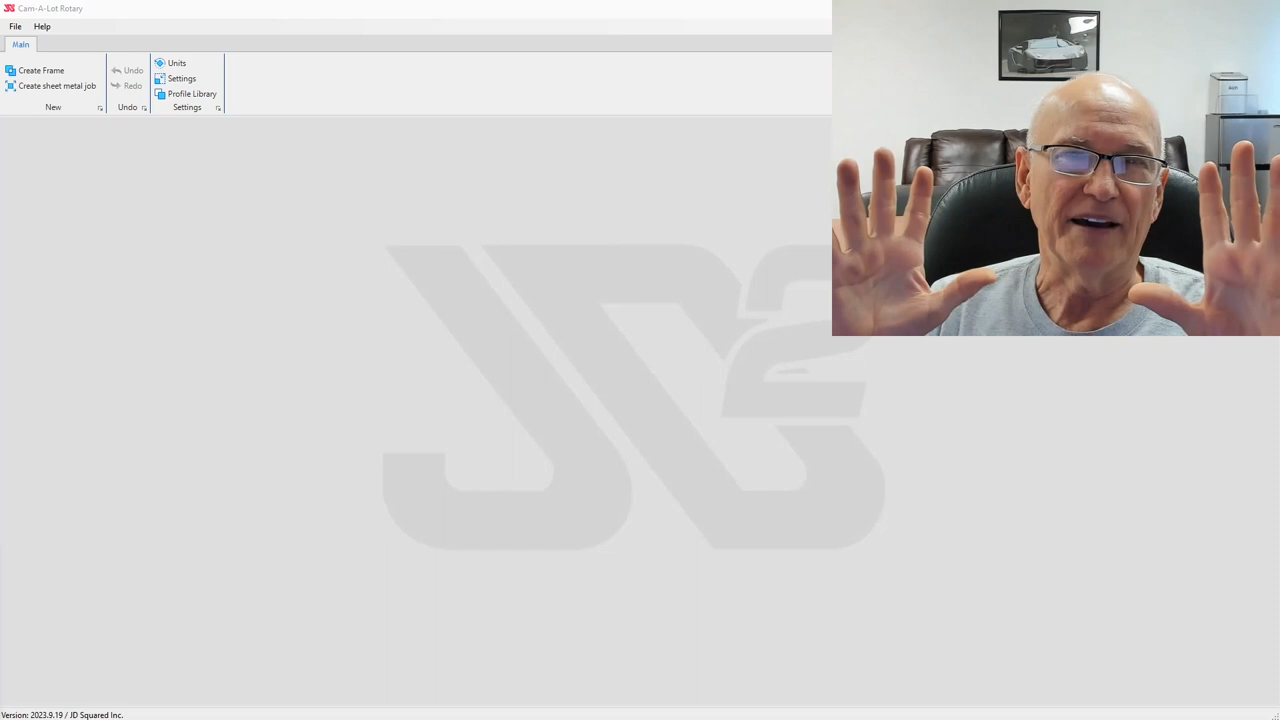 Cam-A-Lot Rotary
File Help
Main
Create Frame
Create sheet metal job
New
Undo
Redo
Undo
Units
Settings
Profile Library
Settings
JD2
Version: 2023.9.19 / JD Squared Inc.